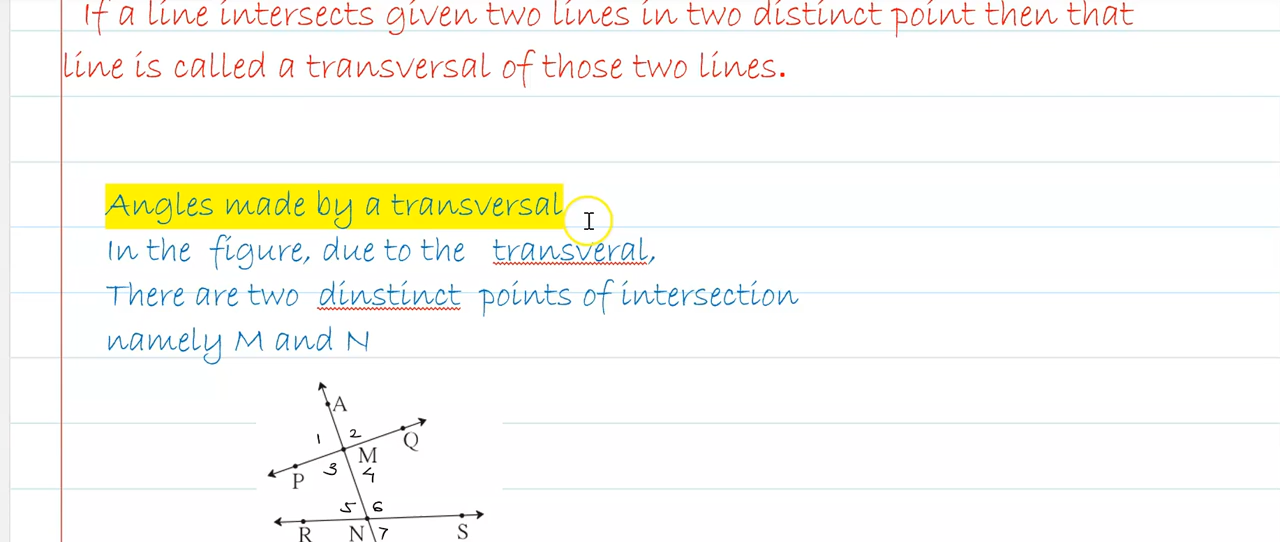 If a line intersects given two lines in two distinct point then that
line is called a transversal of those two lines.
Angles made by a transversal
In the figure, due to the transveral,
There are two dinstinct points of intersection
namely M and N
A
1 2
Q
M
P 3 4
5 6
R N 7 S